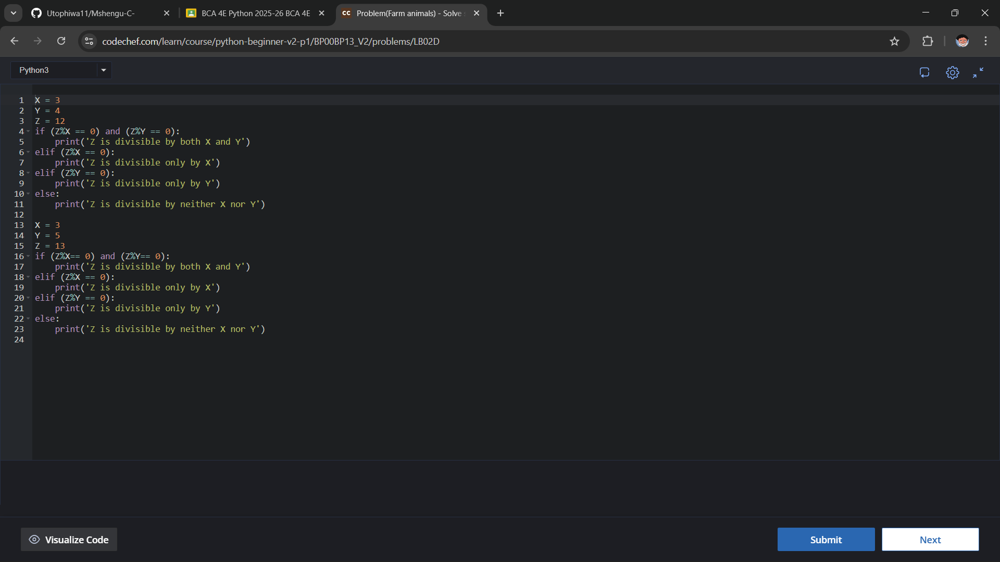 Utophiwa11/Mshengu-C-
BCA 4E Python 2025-26 BCA 4E
CC Problem(Farm animals) - Solve
codechef.com/learn/course/python-beginner-v2-p1/BP00BP13_V2/problems/LB02D
Python3
1 X = 3
2 Y = 4
3 Z = 12
4 if (Z%X == 0) and (Z%Y == 0):
5     print('Z is divisible by both X and Y')
6 elif (Z%X == 0):
7     print('Z is divisible only by X')
8 elif (Z%Y == 0):
9     print('Z is divisible only by Y')
10 else:
11     print('Z is divisible by neither X nor Y')
12
13 X = 3
14 Y = 5
15 Z = 13
16 if (Z%X== 0) and (Z%Y== 0):
17     print('Z is divisible by both X and Y')
18 elif (Z%X == 0):
19     print('Z is divisible only by X')
20 elif (Z%Y == 0):
21     print('Z is divisible only by Y')
22 else:
23     print('Z is divisible by neither X nor Y')
24
Visualize Code
Submit
Next